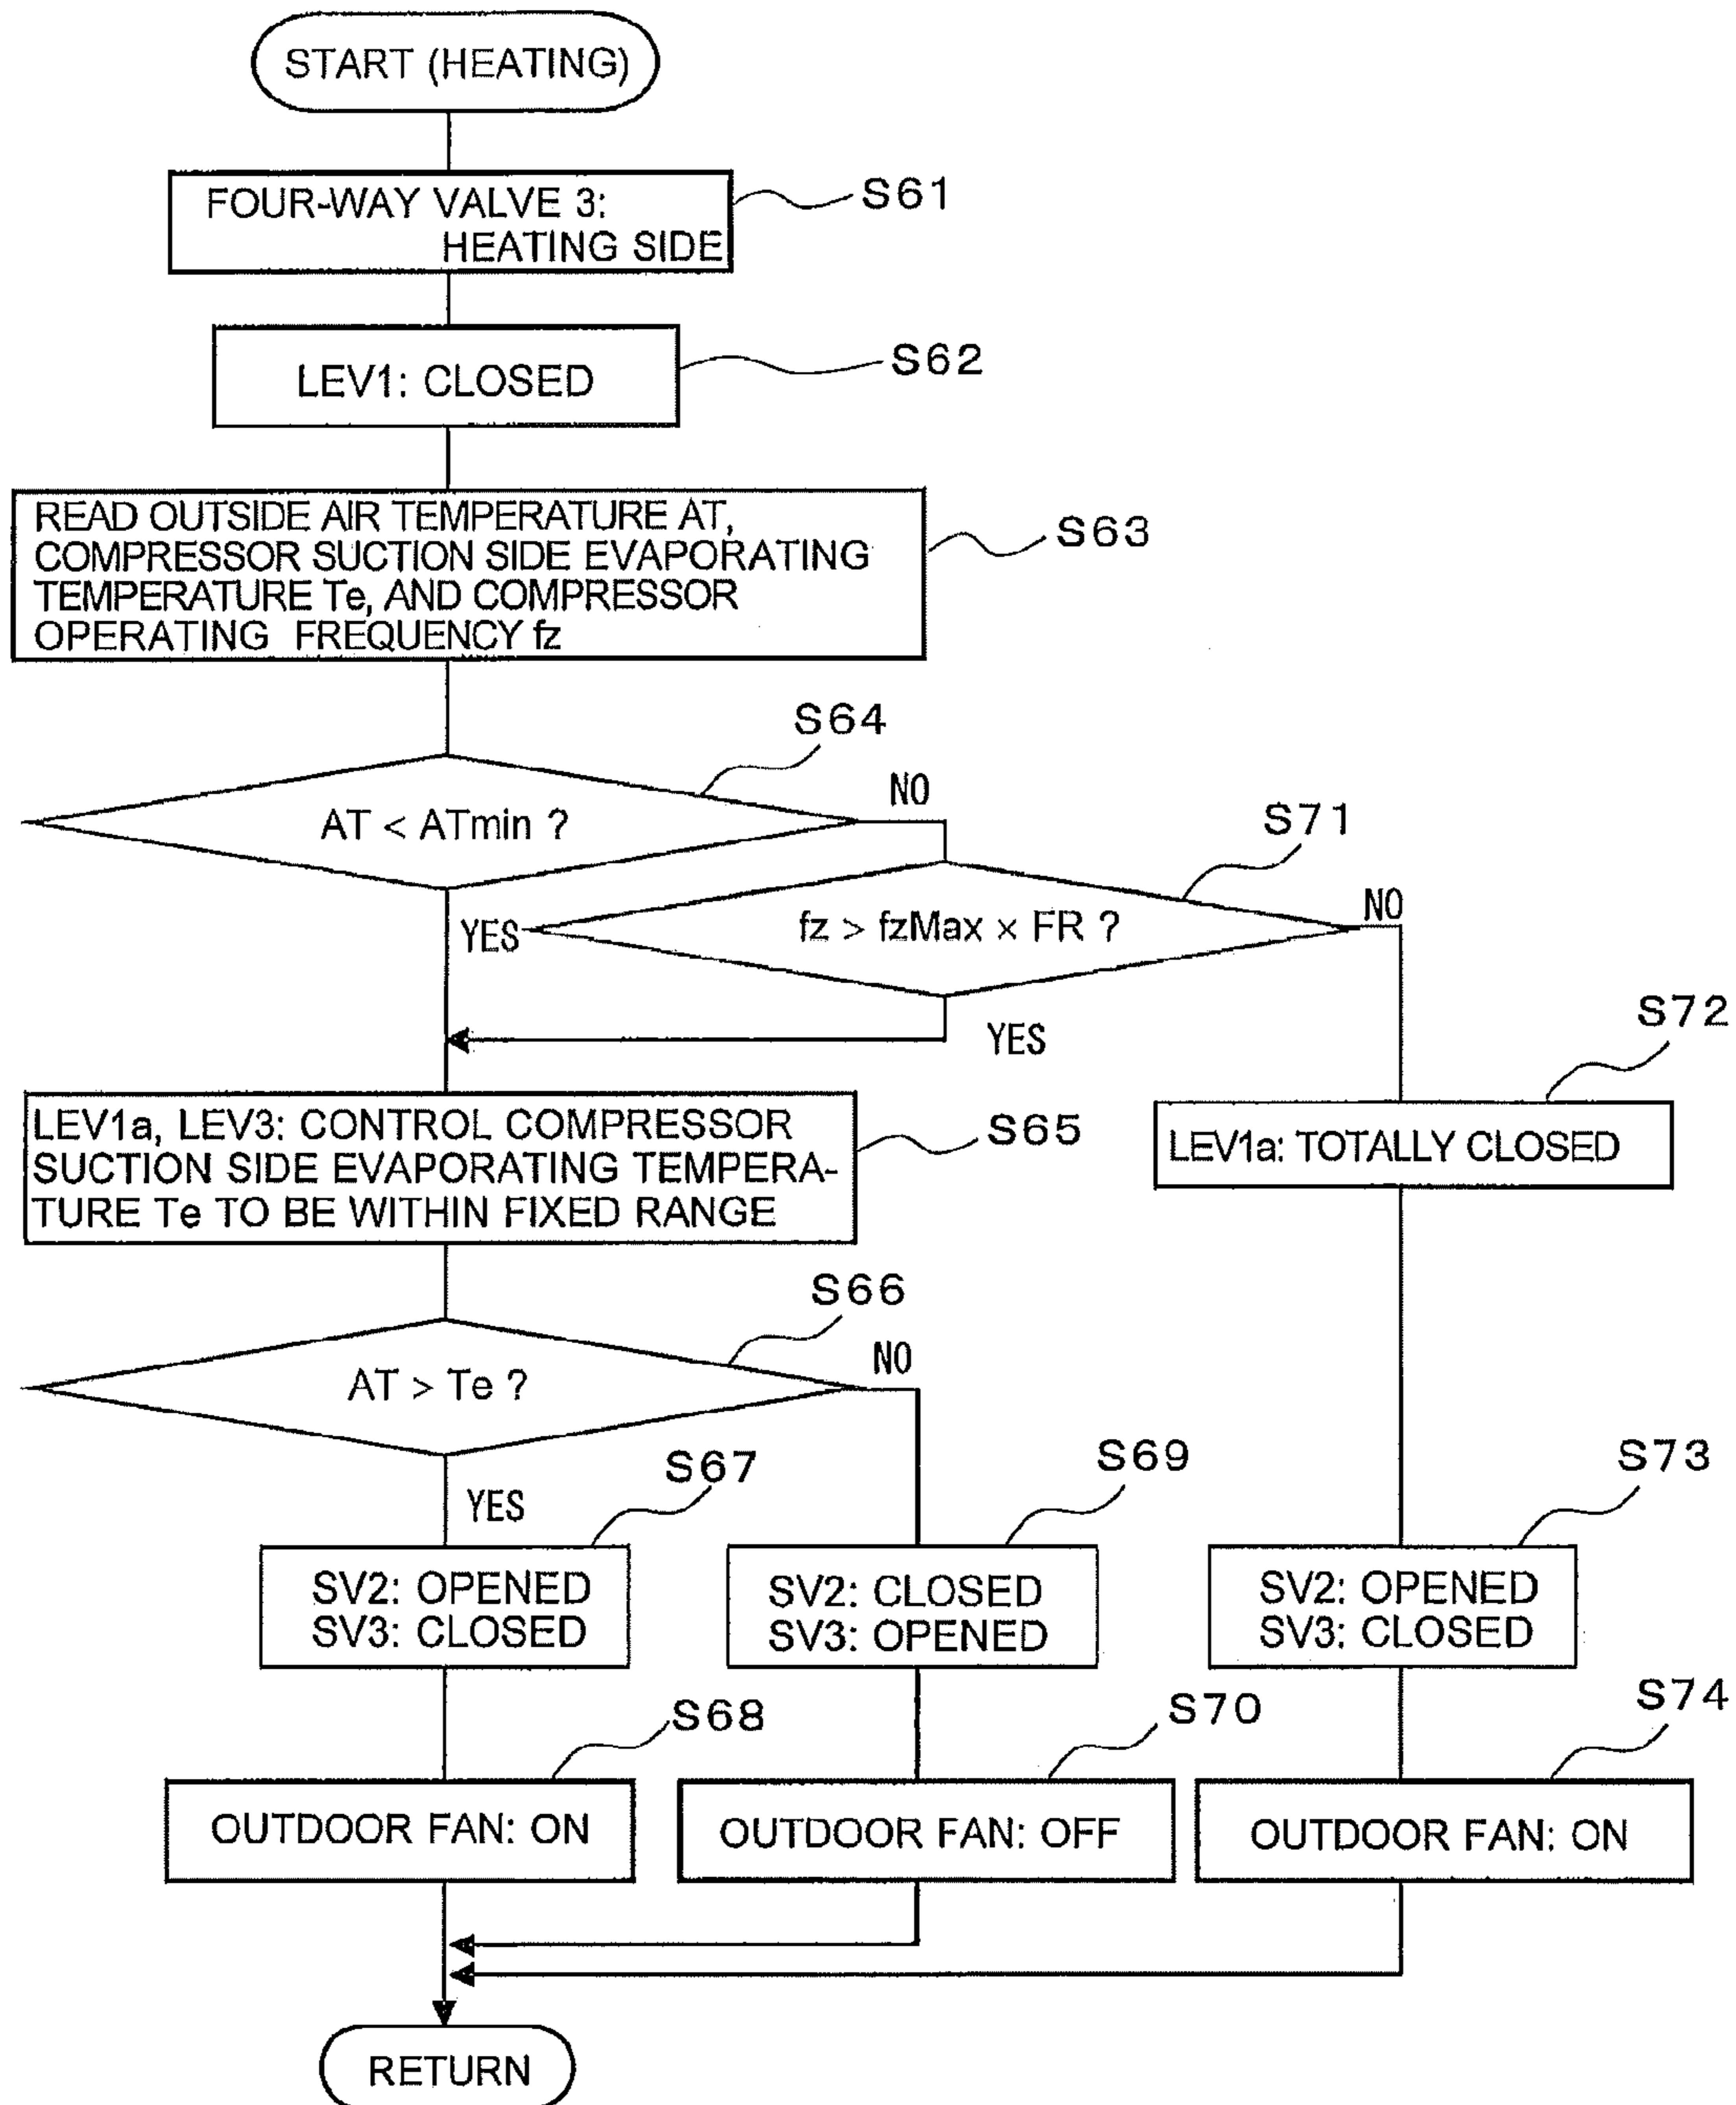 START (HEATING)
FOUR-WAY VALVE 3:
HEATING SIDE
S61
LEV1: CLOSED
S62
READ OUTSIDE AIR TEMPERATURE AT,
COMPRESSOR SUCTION SIDE EVAPORATING
TEMPERATURE Te, AND COMPRESSOR
OPERATING FREQUENCY fz
S63
S64
AT < ATmin ?
NO
YES
S71
fz > fzMax × FR ?
NO
YES
S72
LEV1a: TOTALLY CLOSED
LEV1a, LEV3: CONTROL COMPRESSOR
SUCTION SIDE EVAPORATING TEMPERA-
TURE Te TO BE WITHIN FIXED RANGE
S65
S66
AT > Te ?
NO
YES
S67
SV2: OPENED
SV3: CLOSED
S69
SV2: CLOSED
SV3: OPENED
S73
SV2: OPENED
SV3: CLOSED
S68
OUTDOOR FAN: ON
S70
OUTDOOR FAN: OFF
S74
OUTDOOR FAN: ON
RETURN